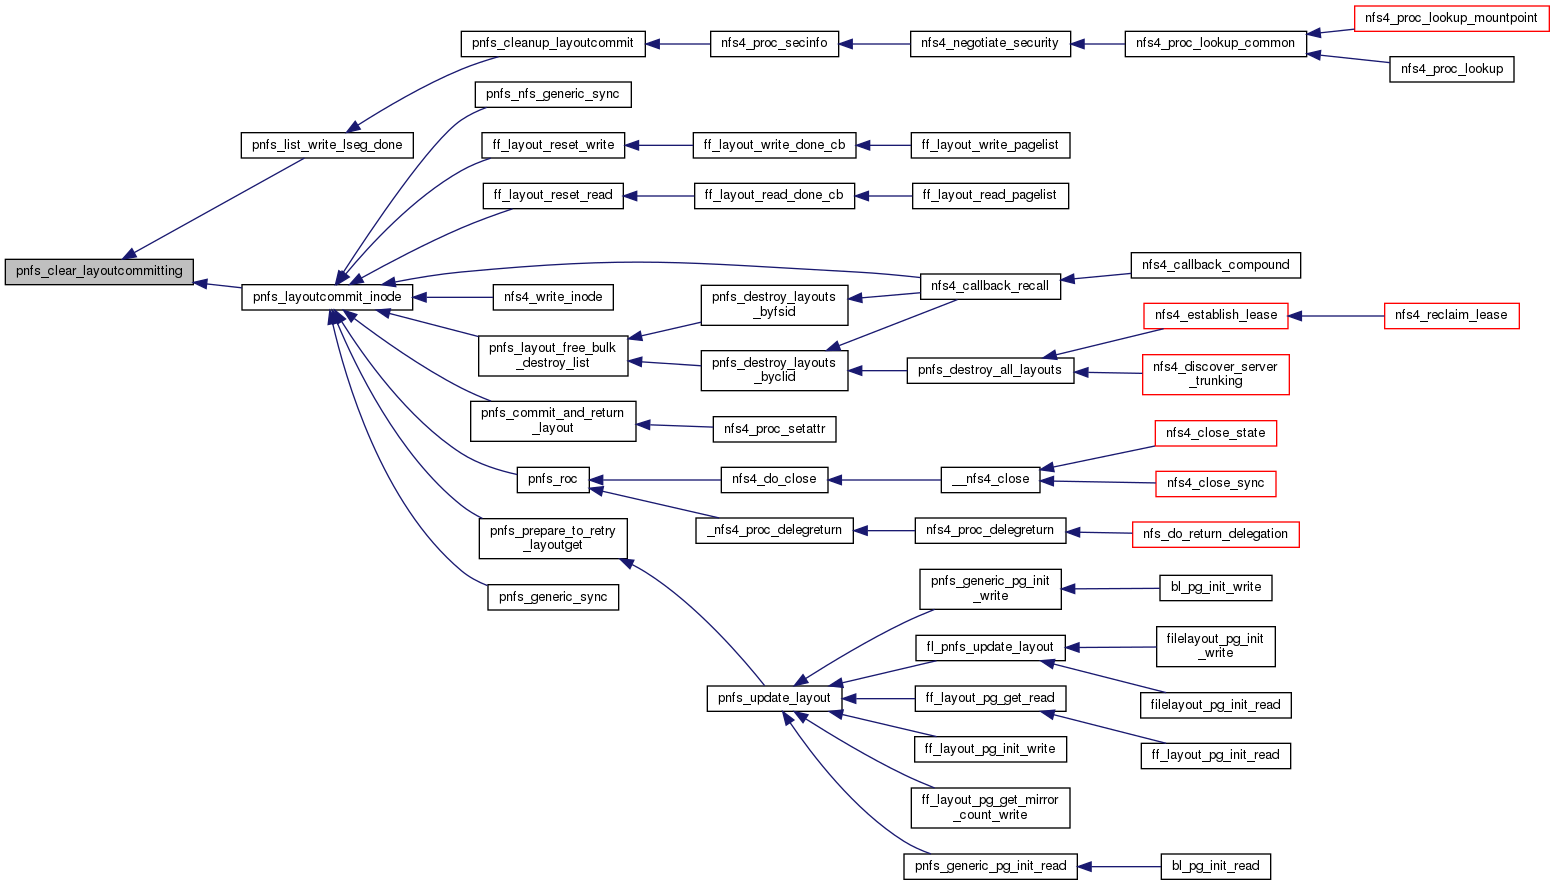 nfs4_proc_lookup_mountpoint
pnfs_cleanup_layoutcommit
nfs4_proc_secinfo
nfs4_negotiate_security
nfs4_proc_lookup_common
nfs4_proc_lookup
pnfs_nfs_generic_sync
pnfs_list_write_lseg_done
ff_layout_reset_write
ff_layout_write_done_cb
ff_layout_write_pagelist
ff_layout_reset_read
ff_layout_read_done_cb
ff_layout_read_pagelist
pnfs_clear_layoutcommitting
nfs4_callback_compound
nfs4_callback_recall
pnfs_layoutcommit_inode
nfs4_write_inode
pnfs_destroy_layouts
_byfsid
nfs4_establish_lease
nfs4_reclaim_lease
pnfs_layout_free_bulk
_destroy_list
pnfs_destroy_layouts
_byclid
pnfs_destroy_all_layouts
nfs4_discover_server
_trunking
pnfs_commit_and_return
_layout
nfs4_proc_setattr
nfs4_close_state
pnfs_roc
nfs4_do_close
__nfs4_close
nfs4_close_sync
_nfs4_proc_delegreturn
nfs4_proc_delegreturn
nfs_do_return_delegation
pnfs_prepare_to_retry
_layoutget
pnfs_generic_sync
pnfs_generic_pg_init
_write
bl_pg_init_write
fl_pnfs_update_layout
filelayout_pg_init
_write
pnfs_update_layout
ff_layout_pg_get_read
filelayout_pg_init_read
ff_layout_pg_init_write
ff_layout_pg_init_read
ff_layout_pg_get_mirror
_count_write
pnfs_generic_pg_init_read
bl_pg_init_read